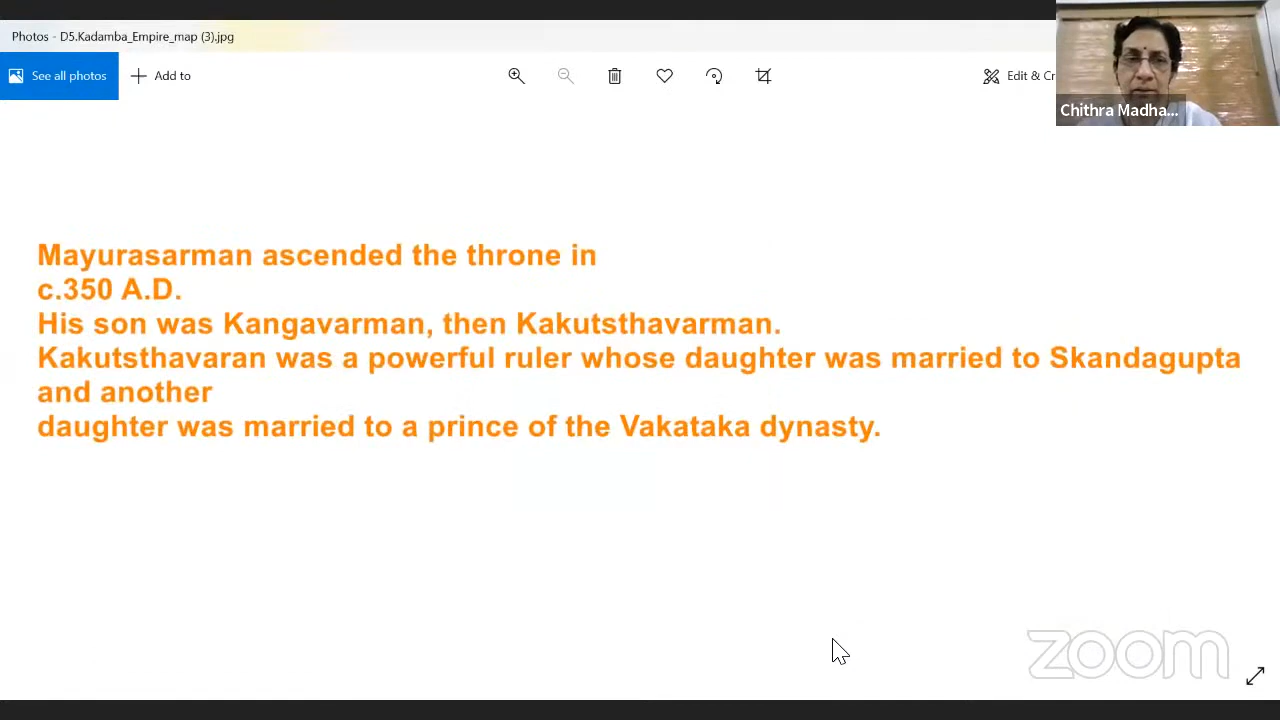 Photos - D5.Kadamba_Empire_map (3).jpg
See all photos
Add to
Edit & Cr
Chithra Madha...
Mayurasarman ascended the throne in
c.350 A.D.
His son was Kangavarman, then Kakutsthavarman.
Kakutsthavaran was a powerful ruler whose daughter was married to Skandagupta
and another
daughter was married to a prince of the Vakataka dynasty.
zoom